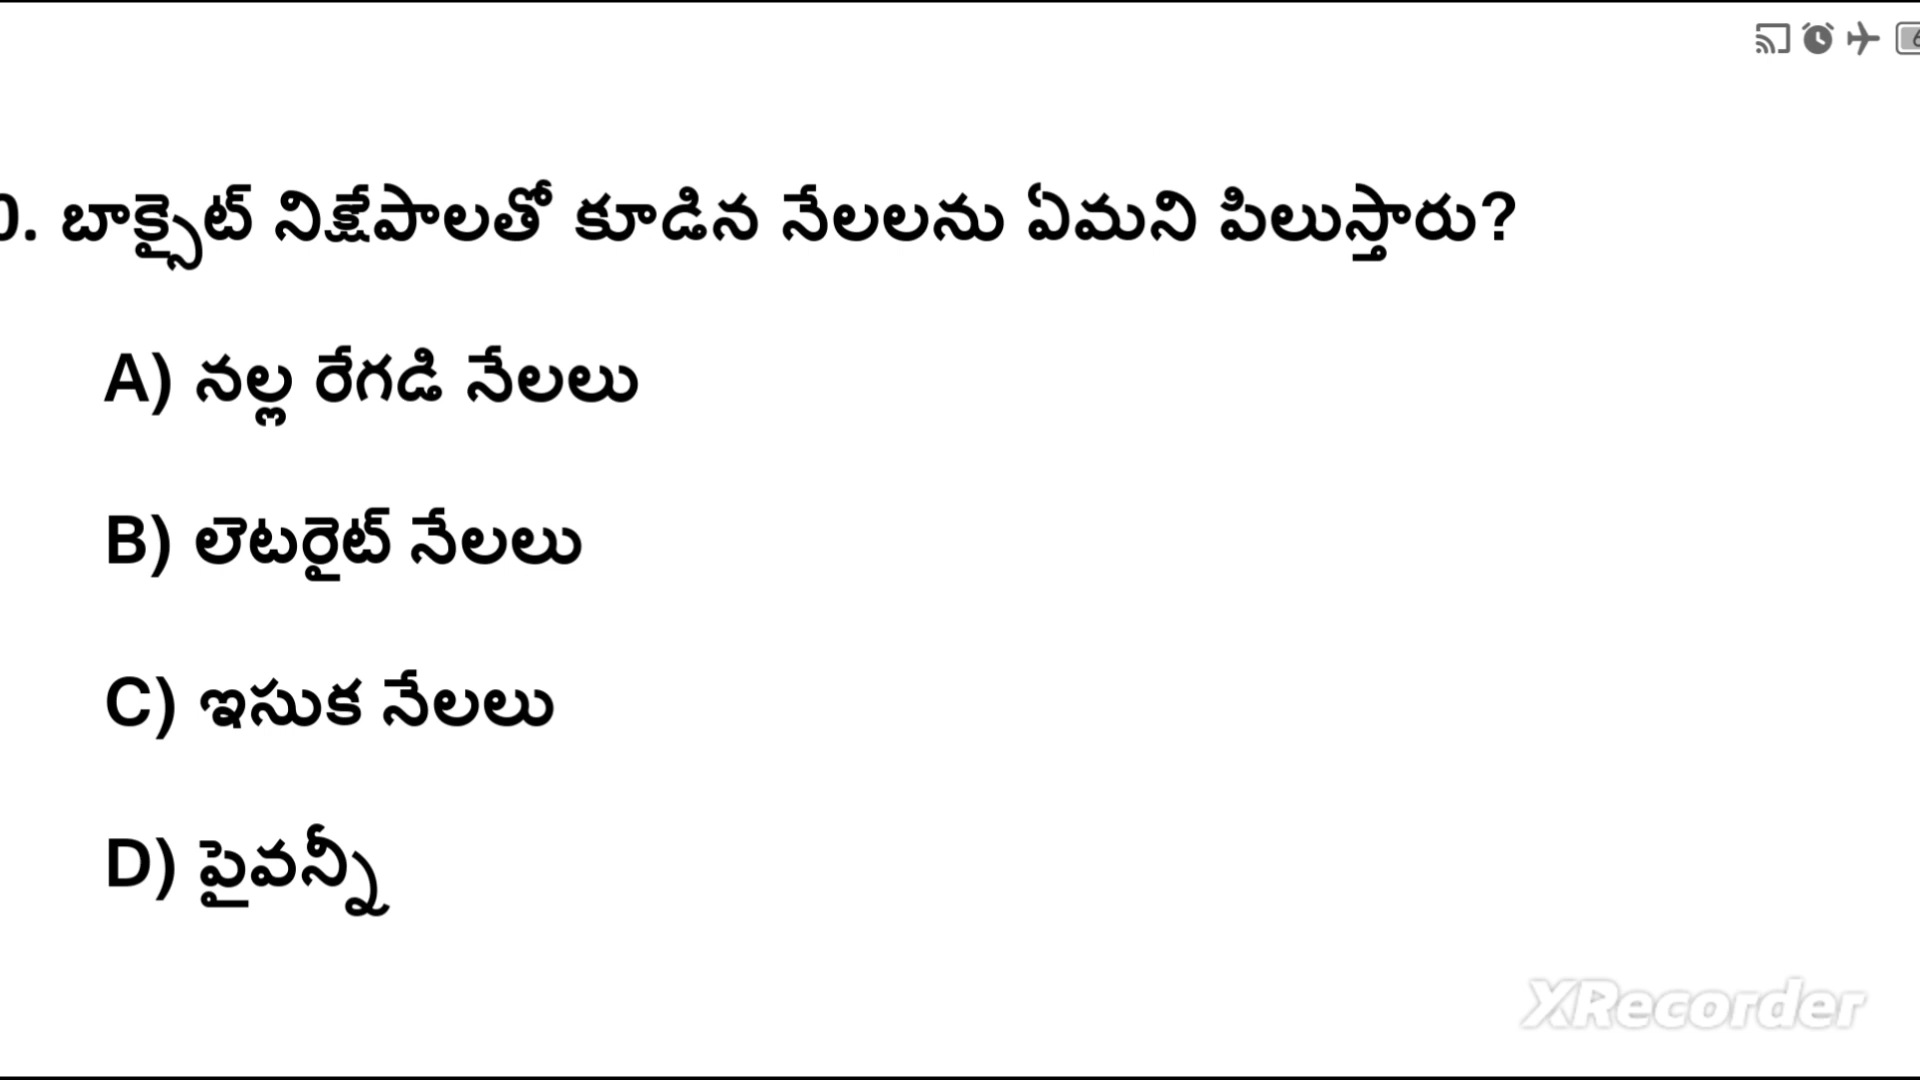 0. బాక్సైట్ నిక్షేపాలతో కూడిన నేలలను ఏమని పిలుస్తారు?
A) నల్ల రేగడి నేలలు
B) లెటరైట్ నేలలు
C) ఇసుక నేలలు
D) పైవన్నీ
XRecorder